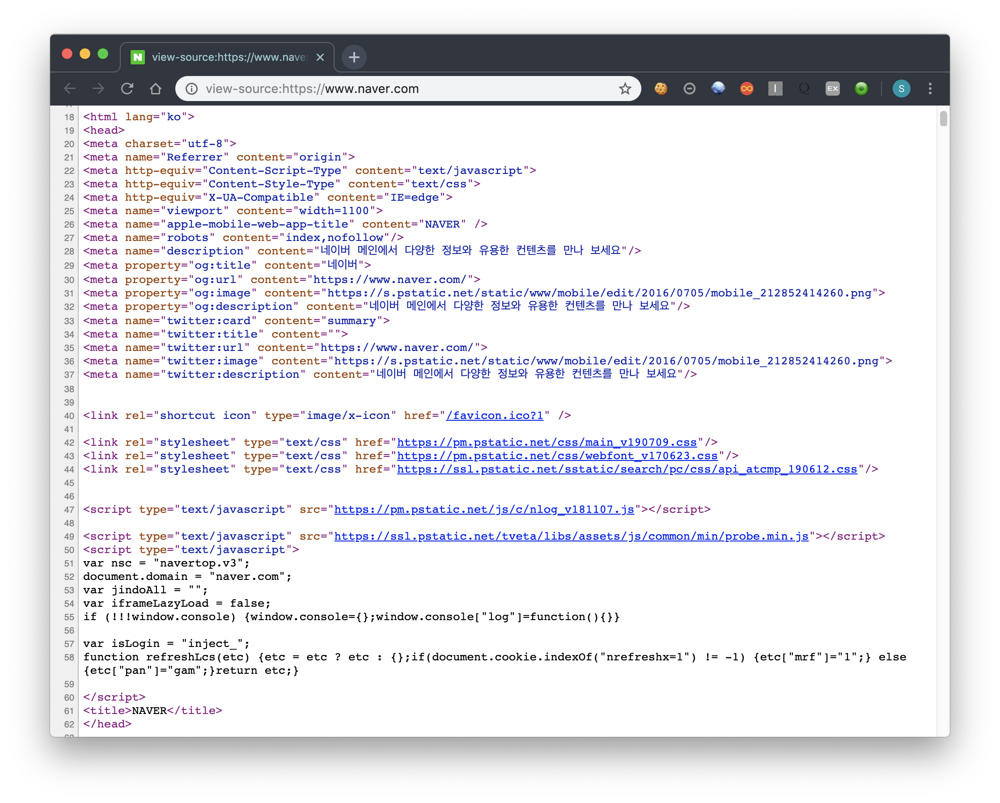 N view-source:https://www.nave
view-source:https://www.naver.com
EX
S
18 <html lang="ko">
19 <head>
20 <meta charset="utf-8">
21 <meta name="Referrer" content="origin">
22 <meta http-equiv="Content-Script-Type" content="text/javascript">
23 <meta http-equiv="Content-Style-Type" content="text/css">
24 <meta http-equiv="X-UA-Compatible" content="IE=edge">
25 <meta name="viewport" content="width=1100">
26 <meta name="apple-mobile-web-app-title" content="NAVER" />
27 <meta name="robots" content="index,nofollow"/>
28 <meta name="description" content="네이버 메인에서 다양한 정보와 유용한 컨텐츠를 만나 보세요"/>
29 <meta property="og:title" content="네이버">
30 <meta property="og:url" content="https://www.naver.com/">
31 <meta property="og:image" content="https://s.pstatic.net/static/www/mobile/edit/2016/0705/mobile_212852414260.png">
32 <meta property="og:description" content="네이버 메인에서 다양한 정보와 유용한 컨텐츠를 만나 보세요"/>
33 <meta name="twitter:card" content="summary">
34 <meta name="twitter:title" content="">
35 <meta name="twitter:url" content="https://www.naver.com/">
36 <meta name="twitter:image" content="https://s.pstatic.net/static/www/mobile/edit/2016/0705/mobile_212852414260.png">
37 <meta name="twitter:description" content="네이버 메인에서 다양한 정보와 유용한 컨텐츠를 만나 보세요"/>
38
39
40 <link rel="shortcut icon" type="image/x-icon" href="/favicon.ico?1" />
41
42 <link rel="stylesheet" type="text/css" href="https://pm.pstatic.net/css/main_v190709.css"/>
43 <link rel="stylesheet" type="text/css" href="https://pm.pstatic.net/css/webfont_v170623.css"/>
44 <link rel="stylesheet" type="text/css" href="https://ssl.pstatic.net/sstatic/search/pc/css/api_atcmp_190612.css"/>
45
46
47 <script type="text/javascript" src="https://pm.pstatic.net/js/c/nlog_v181107.js"></script>
48
49 <script type="text/javascript" src="https://ssl.pstatic.net/tveta/libs/assets/js/common/min/probe.min.js"></script>
50 <script type="text/javascript">
51 var nsc = "navertop.v3";
52 document.domain = "naver.com";
53 var jindoAll = "";
54 var iframeLazyLoad = false;
55 if (!!!window.console) {window.console={};window.console["log"]=function(){}}
56
57 var isLogin = "inject_";
58 function refreshLcs(etc) {etc = etc ? etc : {};if(document.cookie.indexOf("nrefreshx=1") != -1) {etc["mrf"]="1";} else
{etc["pan"]="gam";}return etc;}
59
60 </script>
61 <title>NAVER</title>
62 </head>